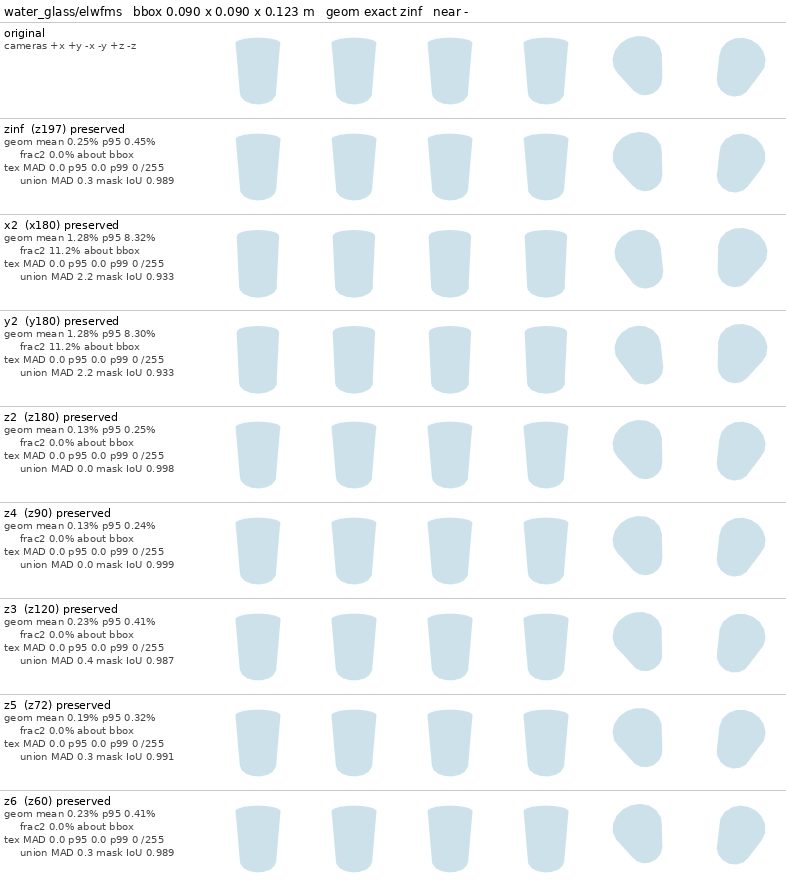 water_glass/elwfms bbox 0.090 x 0.090 x 0.123 m geom exact zinf near -
original
cameras +x +y -x -y +z -z
zinf (z197) preserved
geom mean 0.25% p95 0.45%
frac2 0.0% about bbox
tex MAD 0.0 p95 0.0 p99 0 /255
union MAD 0.3 mask IoU 0.989
x2 (x180) preserved
geom mean 1.28% p95 8.32%
frac2 11.2% about bbox
tex MAD 0.0 p95 0.0 p99 0 /255
union MAD 2.2 mask IoU 0.933
y2 (y180) preserved
geom mean 1.28% p95 8.30%
frac2 11.2% about bbox
tex MAD 0.0 p95 0.0 p99 0 /255
union MAD 2.2 mask IoU 0.933
z2 (z180) preserved
geom mean 0.13% p95 0.25%
frac2 0.0% about bbox
tex MAD 0.0 p95 0.0 p99 0 /255
union MAD 0.0 mask IoU 0.998
z4 (z90) preserved
geom mean 0.13% p95 0.24%
frac2 0.0% about bbox
tex MAD 0.0 p95 0.0 p99 0 /255
union MAD 0.0 mask IoU 0.999
z3 (z120) preserved
geom mean 0.23% p95 0.41%
frac2 0.0% about bbox
tex MAD 0.0 p95 0.0 p99 0 /255
union MAD 0.4 mask IoU 0.987
z5 (z72) preserved
geom mean 0.19% p95 0.32%
frac2 0.0% about bbox
tex MAD 0.0 p95 0.0 p99 0 /255
union MAD 0.3 mask IoU 0.991
z6 (z60) preserved
geom mean 0.23% p95 0.41%
frac2 0.0% about bbox
tex MAD 0.0 p95 0.0 p99 0 /255
union MAD 0.3 mask IoU 0.989